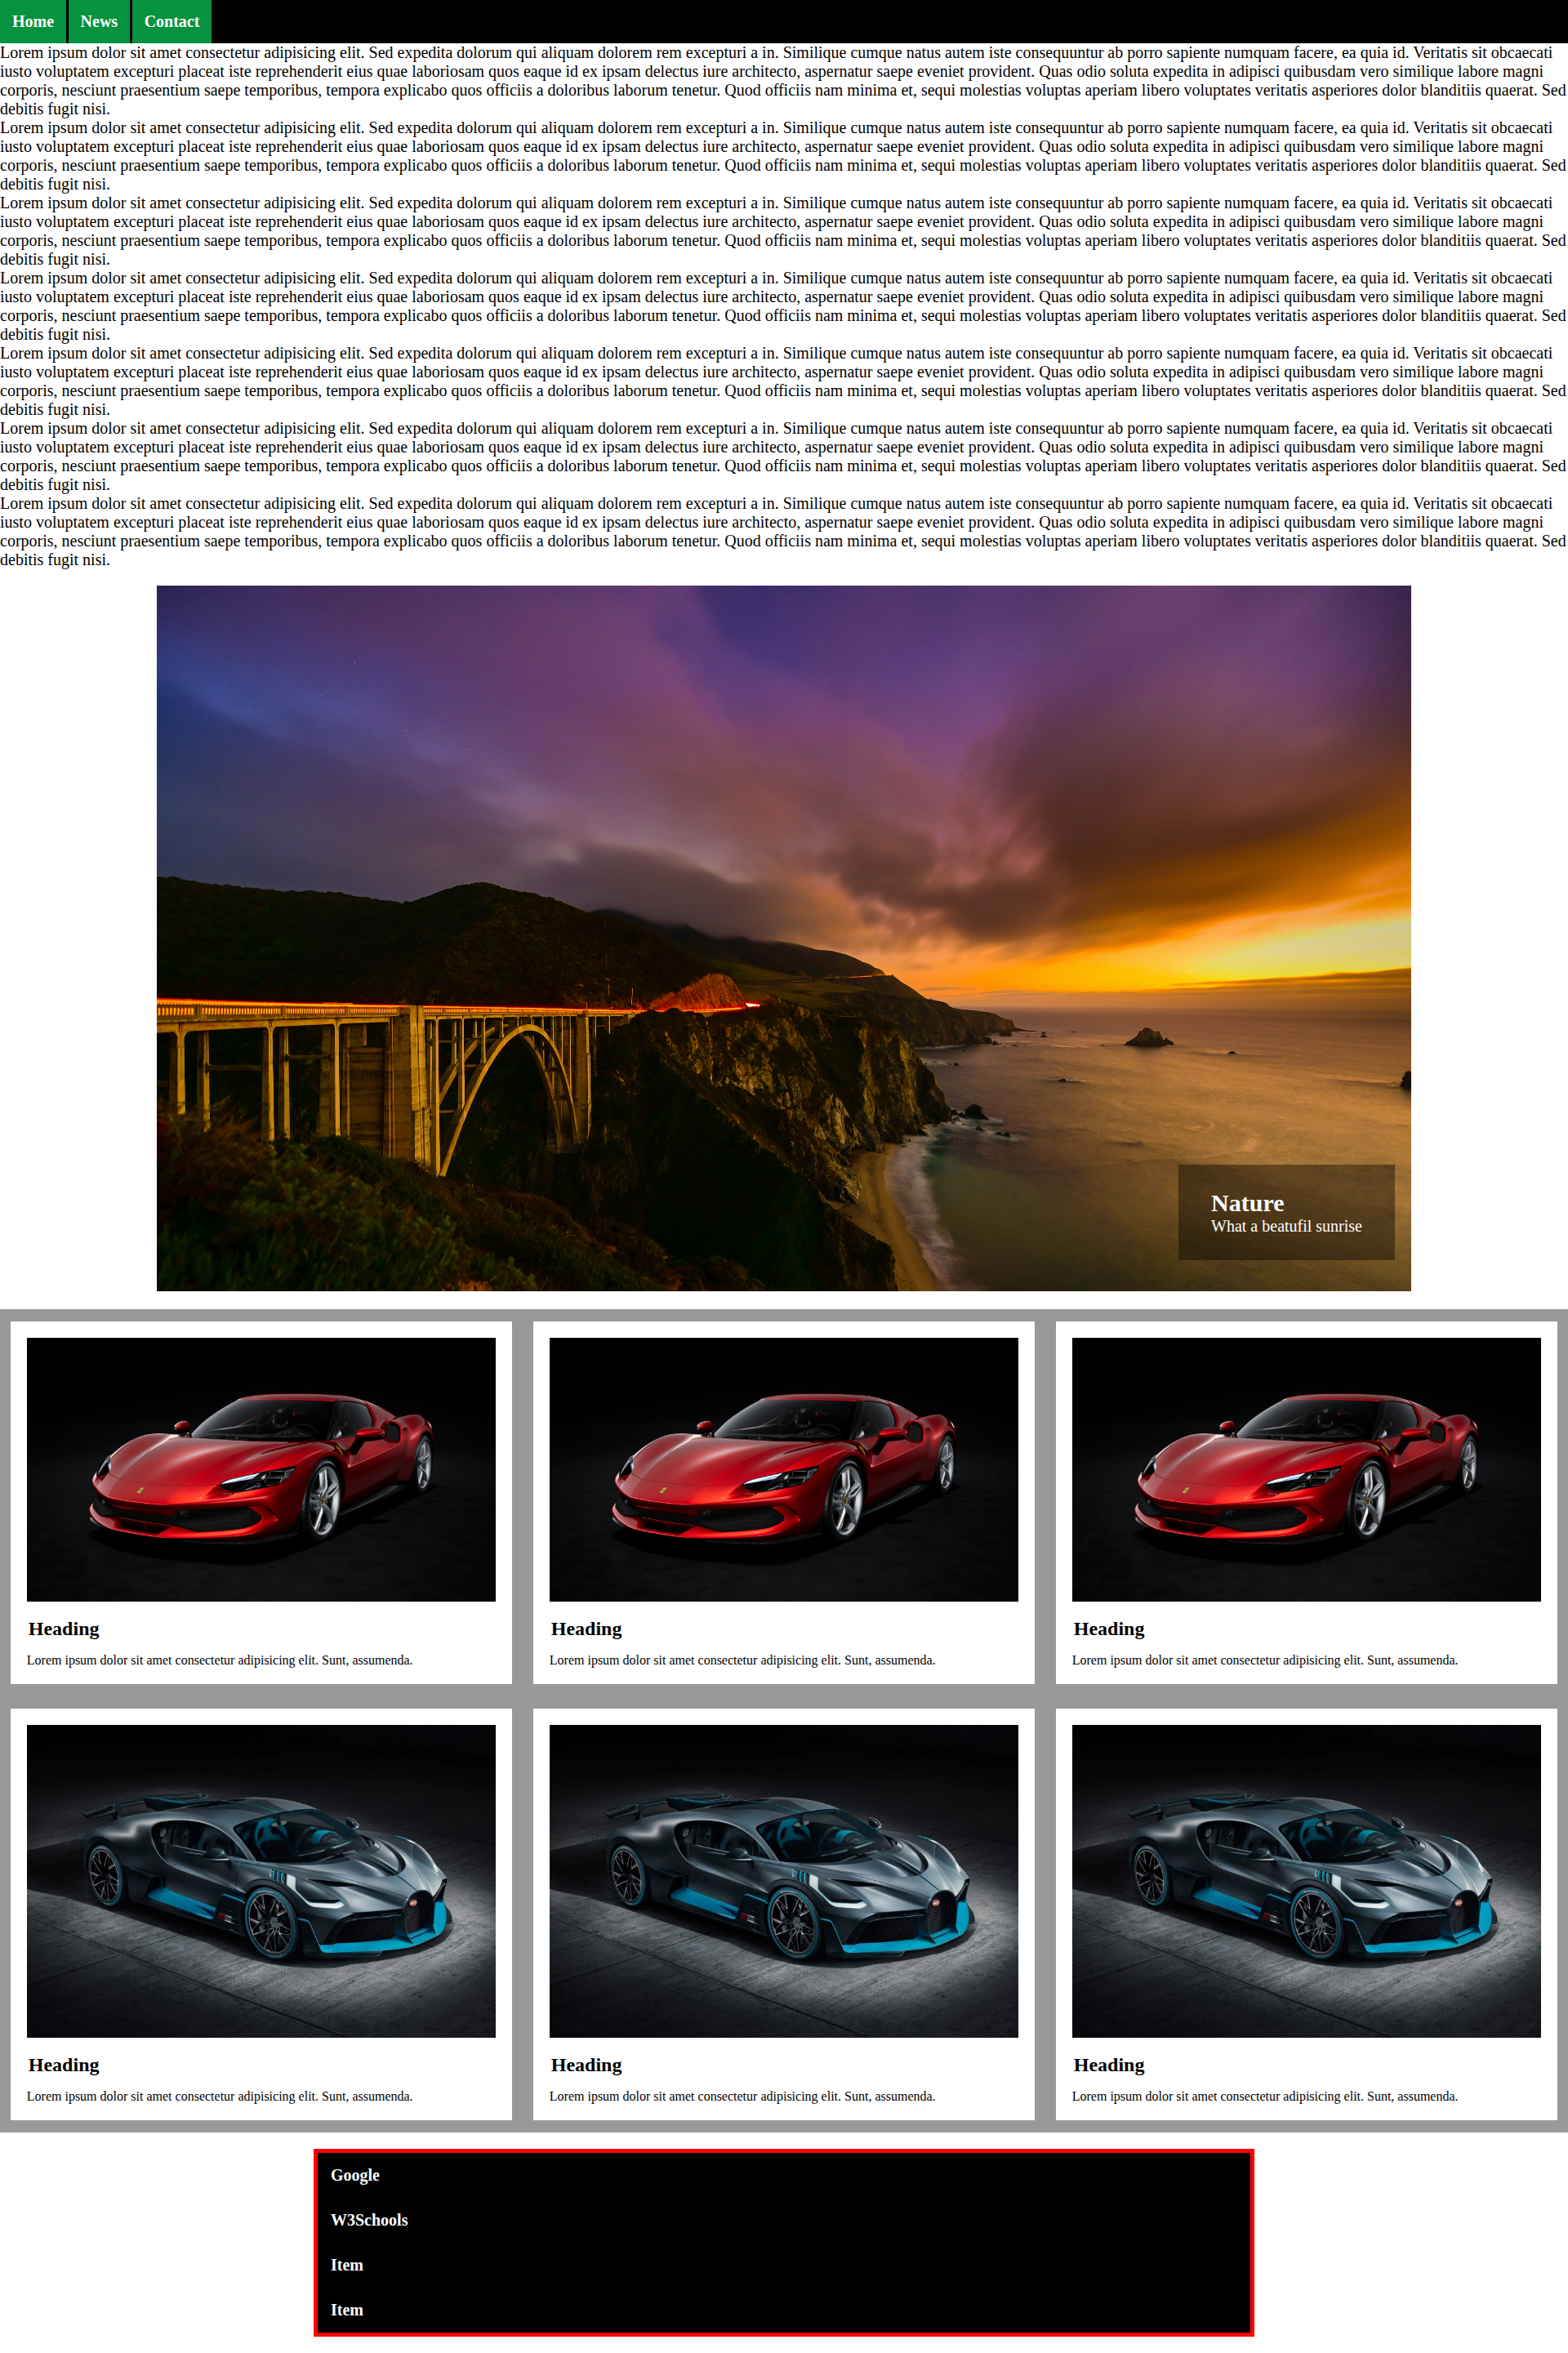 Home News Contact
Lorem ipsum dolor sit amet consectetur adipisicing elit. Sed expedita dolorum qui aliquam dolorem rem excepturi a in. Similique cumque natus autem iste consequuntur ab porro sapiente numquam facere, ea quia id. Veritatis sit obcaecati
iusto voluptatem excepturi placeat iste reprehenderit eius quae laboriosam quos eaque id ex ipsam delectus iure architecto, aspernatur saepe eveniet provident. Quas odio soluta expedita in adipisci quibusdam vero similique labore magni
corporis, nesciunt praesentium saepe temporibus, tempora explicabo quos officiis a doloribus laborum tenetur. Quod officiis nam minima et, sequi molestias voluptas aperiam libero voluptates veritatis asperiores dolor blanditiis quaerat. Sed
debitis fugit nisi.
Lorem ipsum dolor sit amet consectetur adipisicing elit. Sed expedita dolorum qui aliquam dolorem rem excepturi a in. Similique cumque natus autem iste consequuntur ab porro sapiente numquam facere, ea quia id. Veritatis sit obcaecati
iusto voluptatem excepturi placeat iste reprehenderit eius quae laboriosam quos eaque id ex ipsam delectus iure architecto, aspernatur saepe eveniet provident. Quas odio soluta expedita in adipisci quibusdam vero similique labore magni
corporis, nesciunt praesentium saepe temporibus, tempora explicabo quos officiis a doloribus laborum tenetur. Quod officiis nam minima et, sequi molestias voluptas aperiam libero voluptates veritatis asperiores dolor blanditiis quaerat. Sed
debitis fugit nisi.
Lorem ipsum dolor sit amet consectetur adipisicing elit. Sed expedita dolorum qui aliquam dolorem rem excepturi a in. Similique cumque natus autem iste consequuntur ab porro sapiente numquam facere, ea quia id. Veritatis sit obcaecati
iusto voluptatem excepturi placeat iste reprehenderit eius quae laboriosam quos eaque id ex ipsam delectus iure architecto, aspernatur saepe eveniet provident. Quas odio soluta expedita in adipisci quibusdam vero similique labore magni
corporis, nesciunt praesentium saepe temporibus, tempora explicabo quos officiis a doloribus laborum tenetur. Quod officiis nam minima et, sequi molestias voluptas aperiam libero voluptates veritatis asperiores dolor blanditiis quaerat. Sed
debitis fugit nisi.
Lorem ipsum dolor sit amet consectetur adipisicing elit. Sed expedita dolorum qui aliquam dolorem rem excepturi a in. Similique cumque natus autem iste consequuntur ab porro sapiente numquam facere, ea quia id. Veritatis sit obcaecati
iusto voluptatem excepturi placeat iste reprehenderit eius quae laboriosam quos eaque id ex ipsam delectus iure architecto, aspernatur saepe eveniet provident. Quas odio soluta expedita in adipisci quibusdam vero similique labore magni
corporis, nesciunt praesentium saepe temporibus, tempora explicabo quos officiis a doloribus laborum tenetur. Quod officiis nam minima et, sequi molestias voluptas aperiam libero voluptates veritatis asperiores dolor blanditiis quaerat. Sed
debitis fugit nisi.
Lorem ipsum dolor sit amet consectetur adipisicing elit. Sed expedita dolorum qui aliquam dolorem rem excepturi a in. Similique cumque natus autem iste consequuntur ab porro sapiente numquam facere, ea quia id. Veritatis sit obcaecati
iusto voluptatem excepturi placeat iste reprehenderit eius quae laboriosam quos eaque id ex ipsam delectus iure architecto, aspernatur saepe eveniet provident. Quas odio soluta expedita in adipisci quibusdam vero similique labore magni
corporis, nesciunt praesentium saepe temporibus, tempora explicabo quos officiis a doloribus laborum tenetur. Quod officiis nam minima et, sequi molestias voluptas aperiam libero voluptates veritatis asperiores dolor blanditiis quaerat. Sed
debitis fugit nisi.
Lorem ipsum dolor sit amet consectetur adipisicing elit. Sed expedita dolorum qui aliquam dolorem rem excepturi a in. Similique cumque natus autem iste consequuntur ab porro sapiente numquam facere, ea quia id. Veritatis sit obcaecati
iusto voluptatem excepturi placeat iste reprehenderit eius quae laboriosam quos eaque id ex ipsam delectus iure architecto, aspernatur saepe eveniet provident. Quas odio soluta expedita in adipisci quibusdam vero similique labore magni
corporis, nesciunt praesentium saepe temporibus, tempora explicabo quos officiis a doloribus laborum tenetur. Quod officiis nam minima et, sequi molestias voluptas aperiam libero voluptates veritatis asperiores dolor blanditiis quaerat. Sed
debitis fugit nisi.
Lorem ipsum dolor sit amet consectetur adipisicing elit. Sed expedita dolorum qui aliquam dolorem rem excepturi a in. Similique cumque natus autem iste consequuntur ab porro sapiente numquam facere, ea quia id. Veritatis sit obcaecati
iusto voluptatem excepturi placeat iste reprehenderit eius quae laboriosam quos eaque id ex ipsam delectus iure architecto, aspernatur saepe eveniet provident. Quas odio soluta expedita in adipisci quibusdam vero similique labore magni
corporis, nesciunt praesentium saepe temporibus, tempora explicabo quos officiis a doloribus laborum tenetur. Quod officiis nam minima et, sequi molestias voluptas aperiam libero voluptates veritatis asperiores dolor blanditiis quaerat. Sed
debitis fugit nisi.
Nature
What a beatufil sunrise
Heading
Lorem ipsum dolor sit amet consectetur adipisicing elit. Sunt, assumenda.
Heading
Lorem ipsum dolor sit amet consectetur adipisicing elit. Sunt, assumenda.
Heading
Lorem ipsum dolor sit amet consectetur adipisicing elit. Sunt, assumenda.
Heading
Lorem ipsum dolor sit amet consectetur adipisicing elit. Sunt, assumenda.
Heading
Lorem ipsum dolor sit amet consectetur adipisicing elit. Sunt, assumenda.
Heading
Lorem ipsum dolor sit amet consectetur adipisicing elit. Sunt, assumenda.
Google
W3Schools
Item
Item